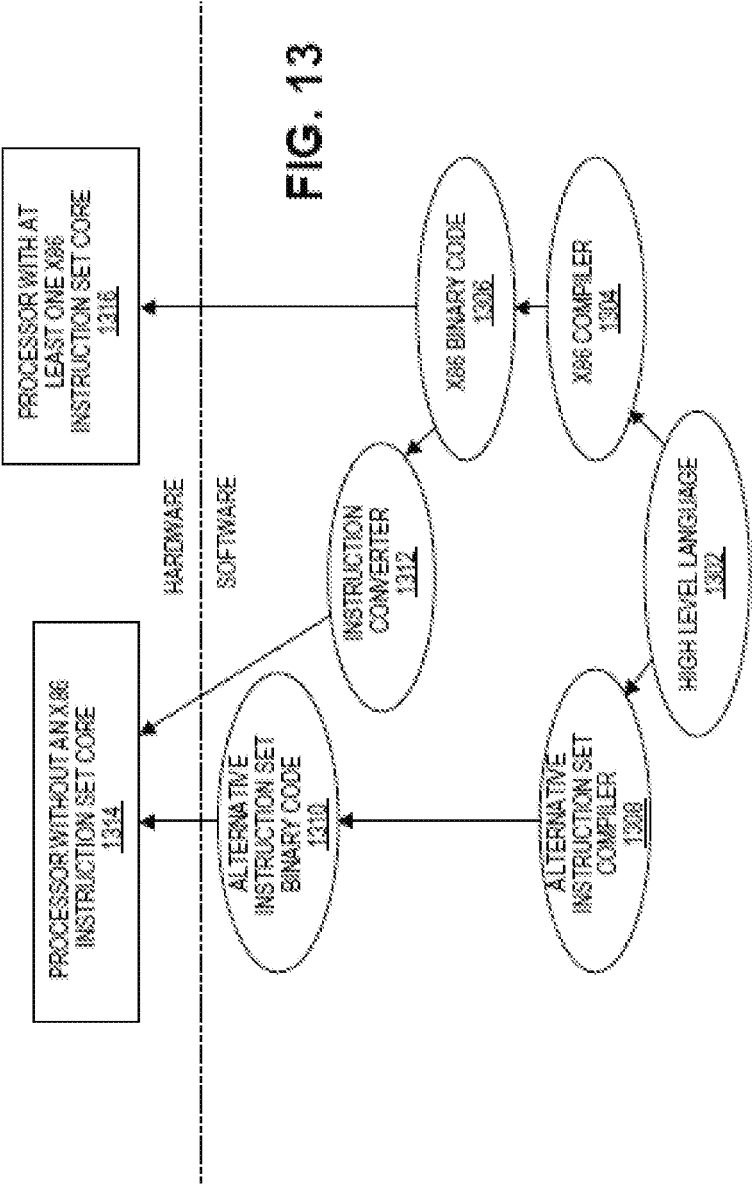 PROCESSOR WITHOUT AN X86
INSTRUCTION SET CORE
1314
PROCESSOR WITH AT
LEAST ONE X86
INSTRUCTION SET CORE
1316
HARDWARE
SOFTWARE
ALTERNATIVE
INSTRUCTION SET
BINARY CODE
1310
INSTRUCTION
CONVERTER
1312
X86 BINARY CODE
1306
ALTERNATIVE
INSTRUCTION SET
COMPILER
1308
X86 COMPILER
1304
HIGH LEVEL LANGUAGE
1302
FIG. 13